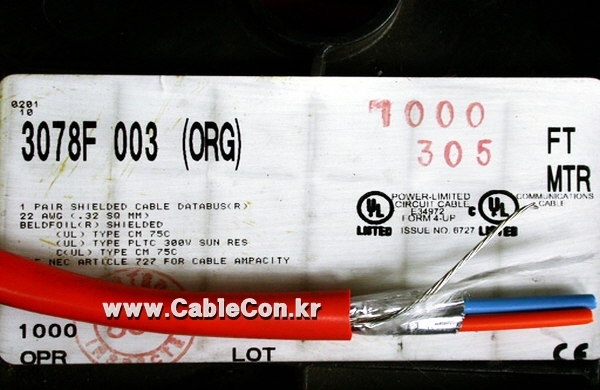 0201
10
3078F 003 (ORG)
1000
305
FT
MTR
1 PAIR SHIELDED CABLE DATABUS(R)
22 AWG (.32 SQ MM)
BELDFOIL(R) SHIELDED
(UL) TYPE CM 75C
(UL) TYPE PLTC 300V SUN RES
C(UL) TYPE CM 75C
NEC ARTICLE 727 FOR CABLE AMPACITY
UL
LISTED
POWER-LIMITED
CIRCUIT CABLE
E34972
FORM 4-UP
ISSUE NO. 6727
C UL
LISTED
COMMUNICATIONS
CABLE
www.CableCon.kr
1000
OPR
LOT
CE